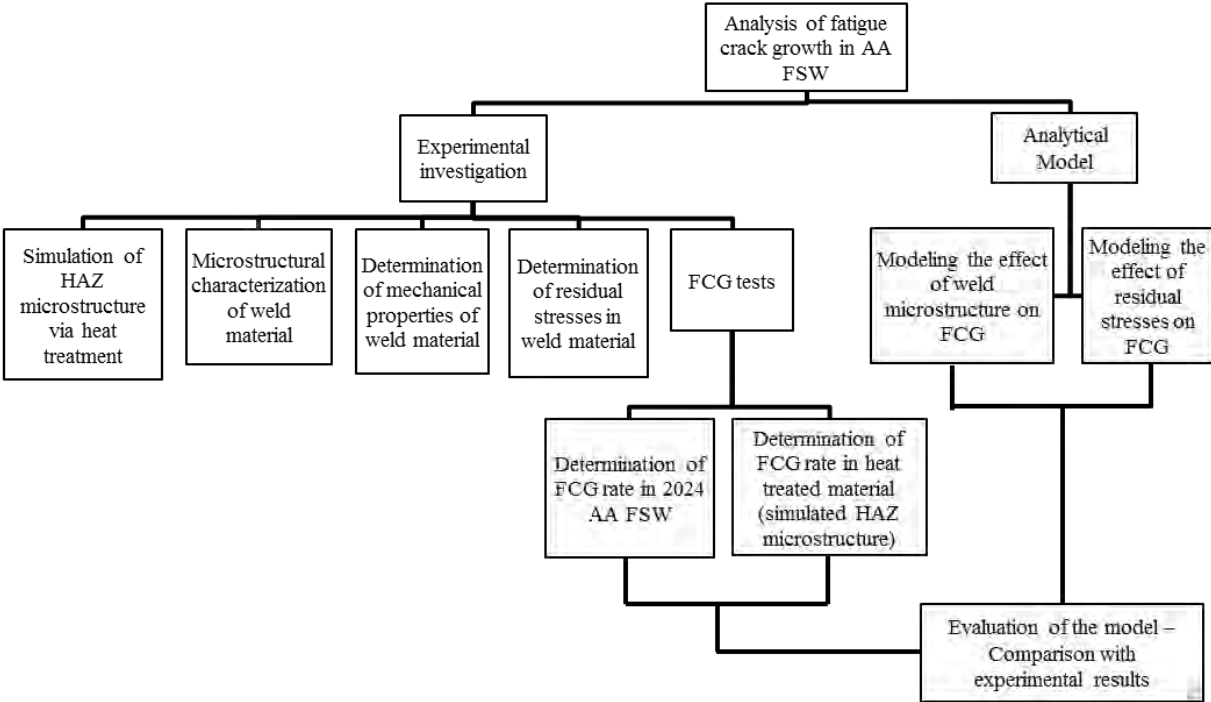 Analysis of fatigue
crack growth in AA
FSW
Experimental
investigation
Analytical
Model
Simulation of
HAZ
microstructure
via heat
treatment
Microstructural
characterization
of weld
material
Determination
of mechanical
properties of
weld material
Determination
of residual
stresses in
weld material
FCG tests
Modeling the effect
of weld
microstructure on
FCG
Modeling the
effect of
residual
stresses on
FCG
Determination of
FCG rate in 2024
AA FSW
Determination of
FCG rate in heat
treated material
(simulated HAZ
microstructure)
Evaluation of the model –
Comparison with
experimental results